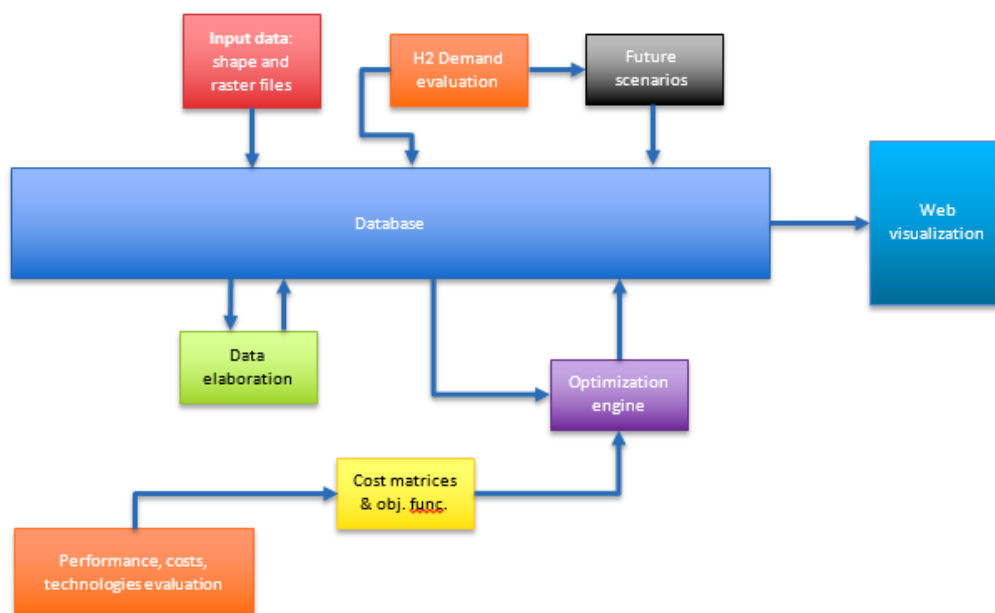 Input data:
shape and
raster files
H2 Demand
evaluation
Future
scenarios
Database
Web
visualization
Data
elaboration
Optimization
engine
Cost matrices
& obj. func.
Performance, costs,
technologies evaluation